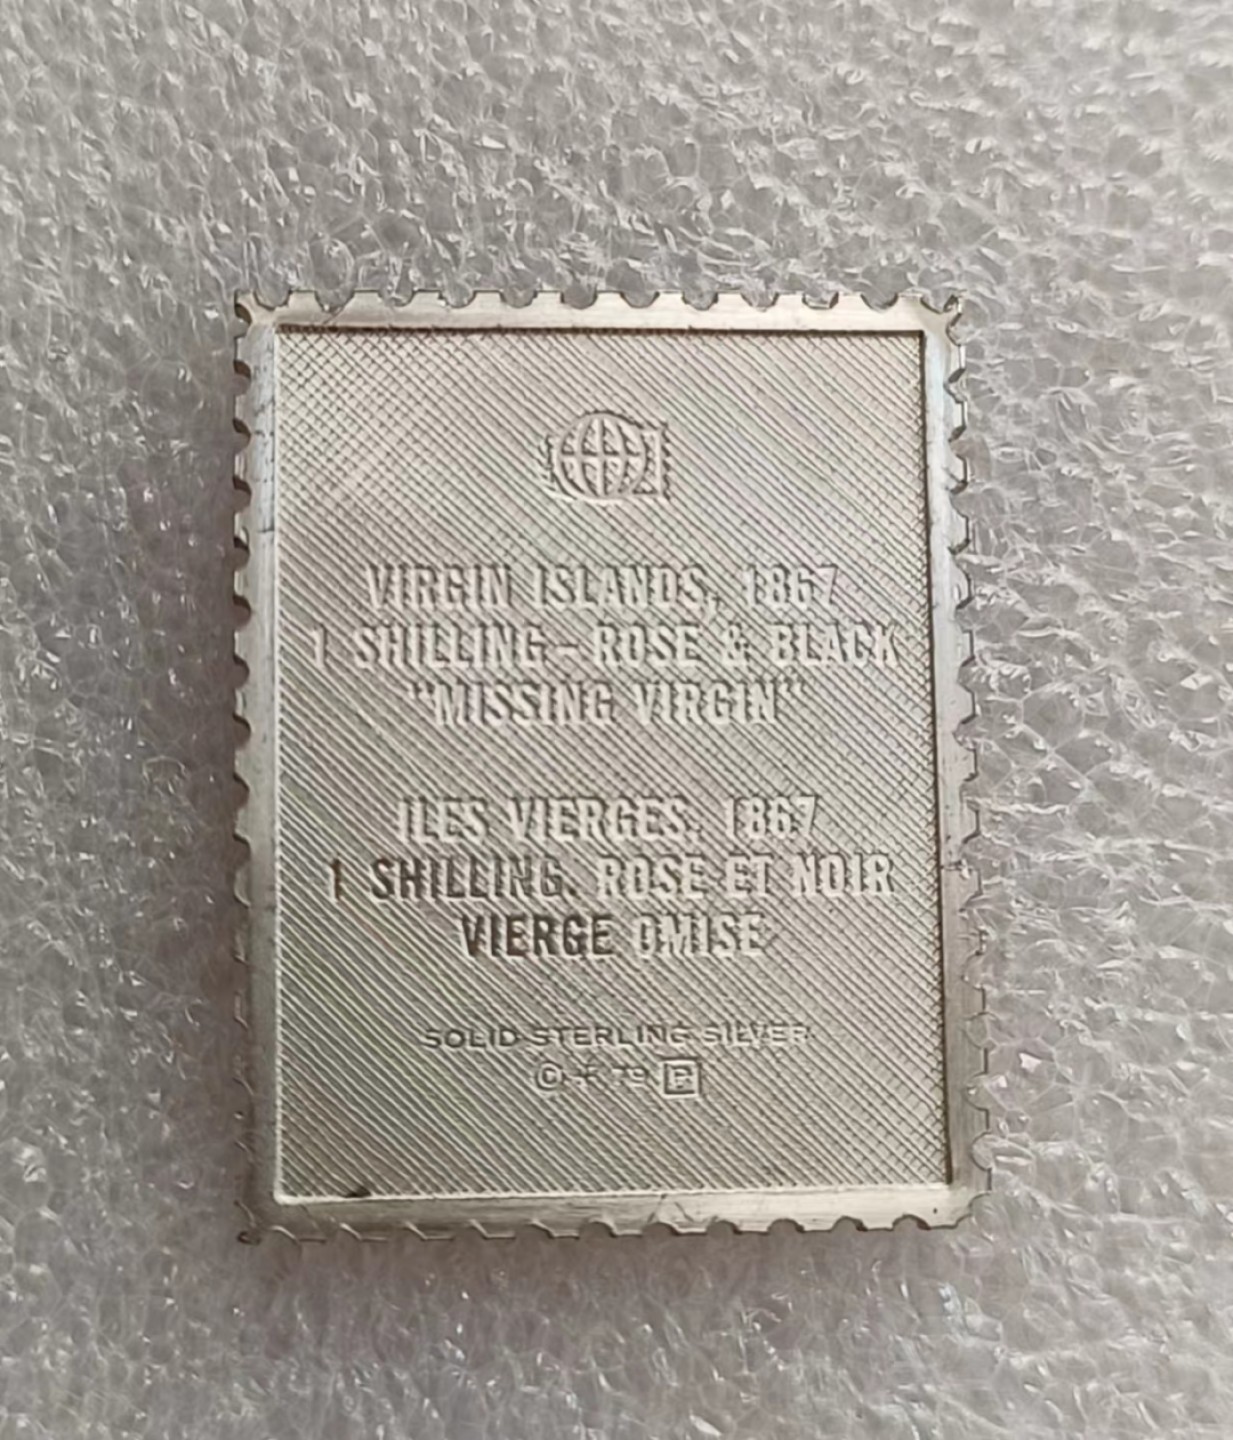 VIRGIN ISLANDS, 1867
1 SHILLING – ROSE & BLACK
"MISSING VIRGIN"
ILES VIERGES, 1867
1 SHILLING, ROSE ET NOIR
VIERGE OMISE
SOLID STERLING SILVER
© 79 P